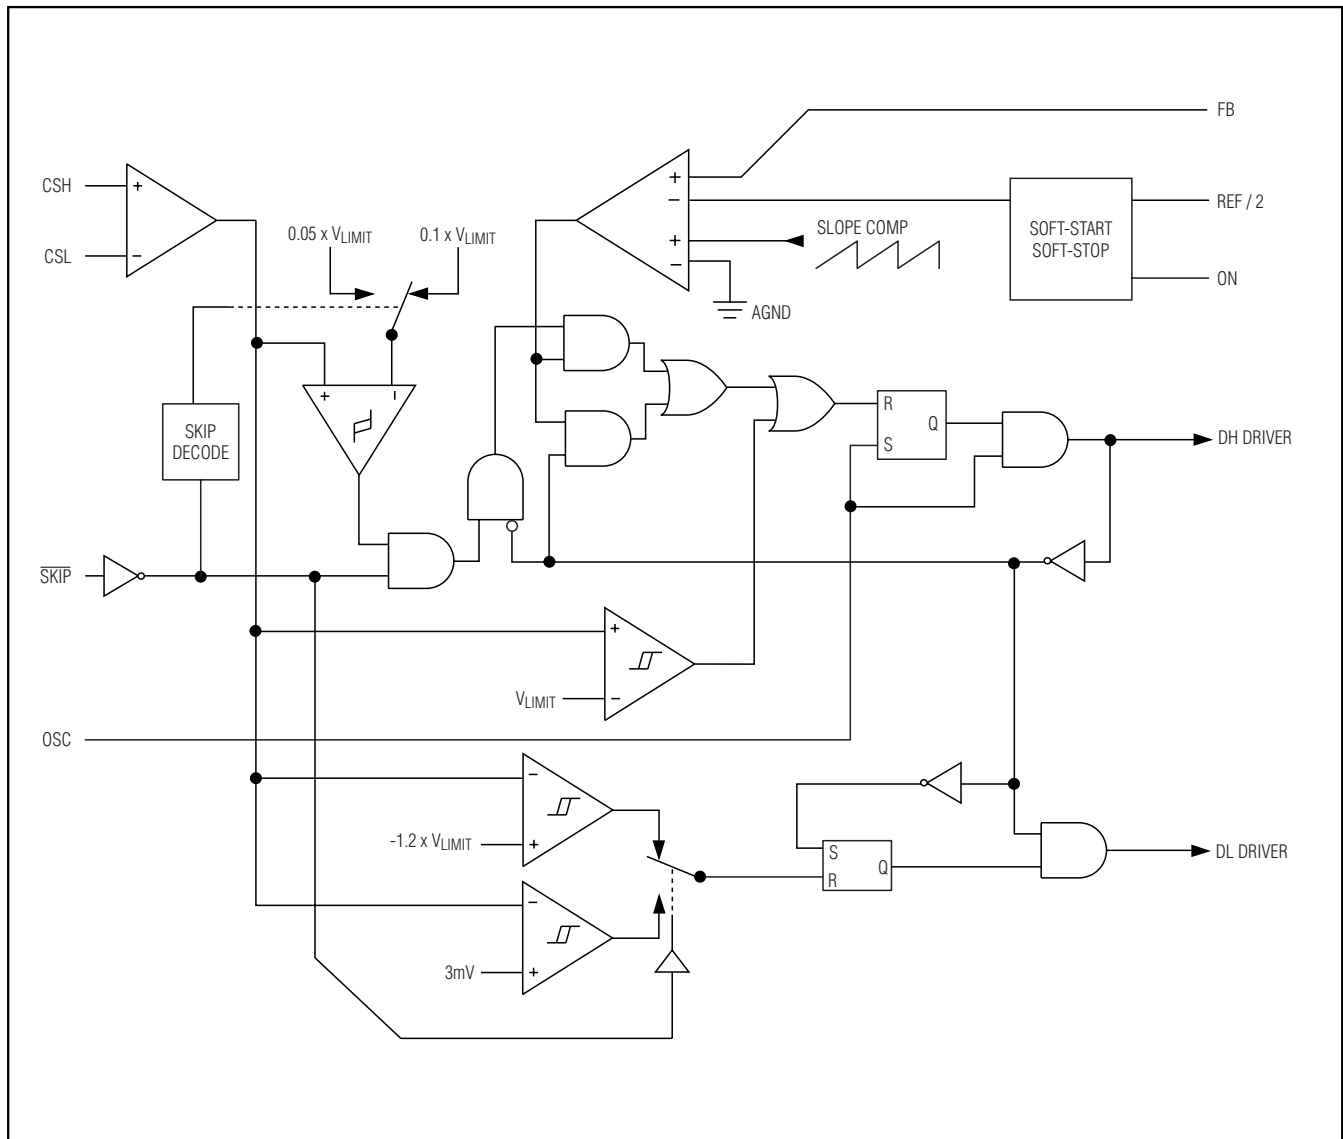 FB
CSH
+
+
−
REF / 2
0.05 x VLIMIT
0.1 x VLIMIT
SLOPE COMP
SOFT-START
SOFT-STOP
+
CSL
−
−
ON
AGND
+
−
SKIP
DECODE
R
S
Q
DH DRIVER
SKIP
+
VLIMIT
−
OSC
−
-1.2 x VLIMIT
+
S
R
Q
DL DRIVER
−
3mV
+